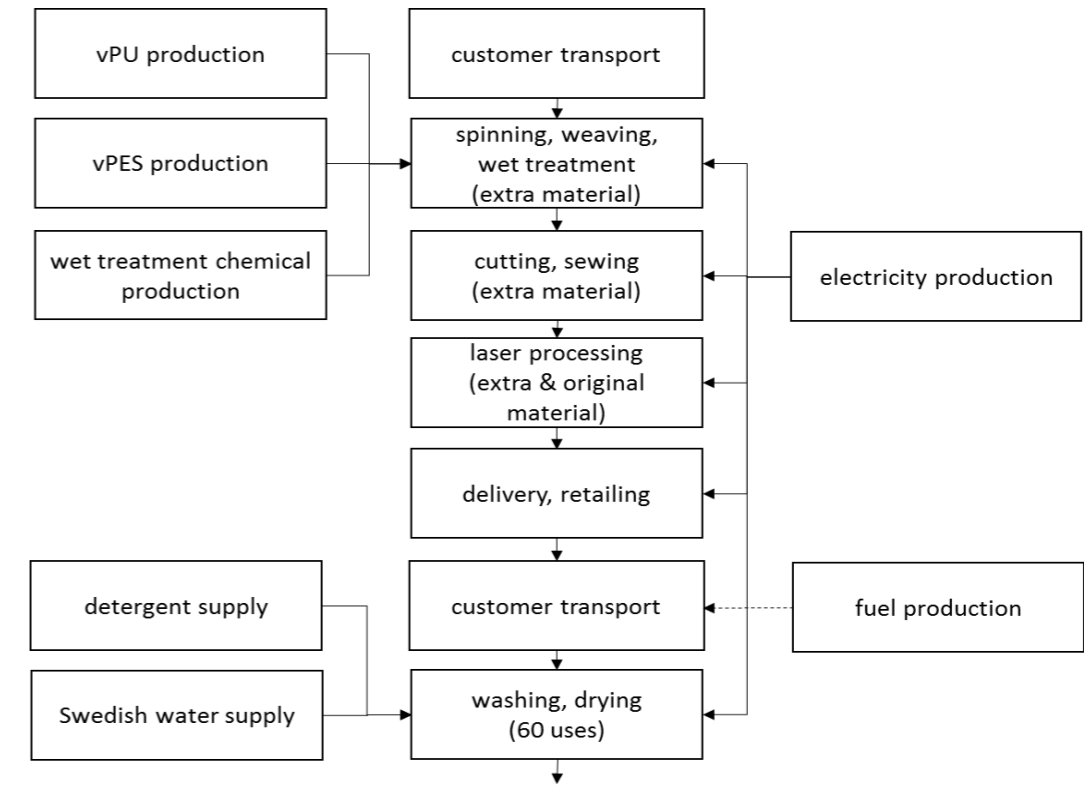 vPU production
customer transport
vPES production
spinning, weaving,
wet treatment
(extra material)
wet treatment chemical
production
cutting, sewing
(extra material)
electricity production
laser processing
(extra & original
material)
delivery, retailing
detergent supply
customer transport
fuel production
Swedish water supply
washing, drying
(60 uses)